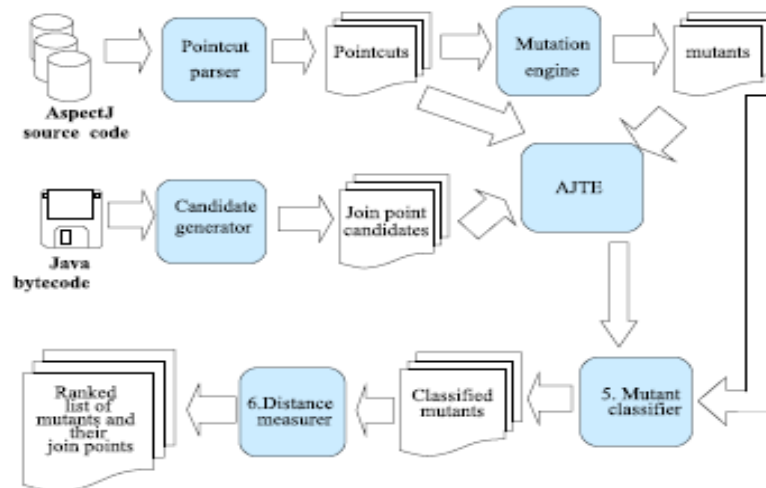 Pointcut
parser
Pointcuts
Mutation
engine
mutants
AspectJ
source code
AJTE
Candidate
generator
Join point
candidates
Java
bytecode
Ranked
list of
mutants and
their
join points
6.Distance
measurer
Classified
mutants
5. Mutant
classifier